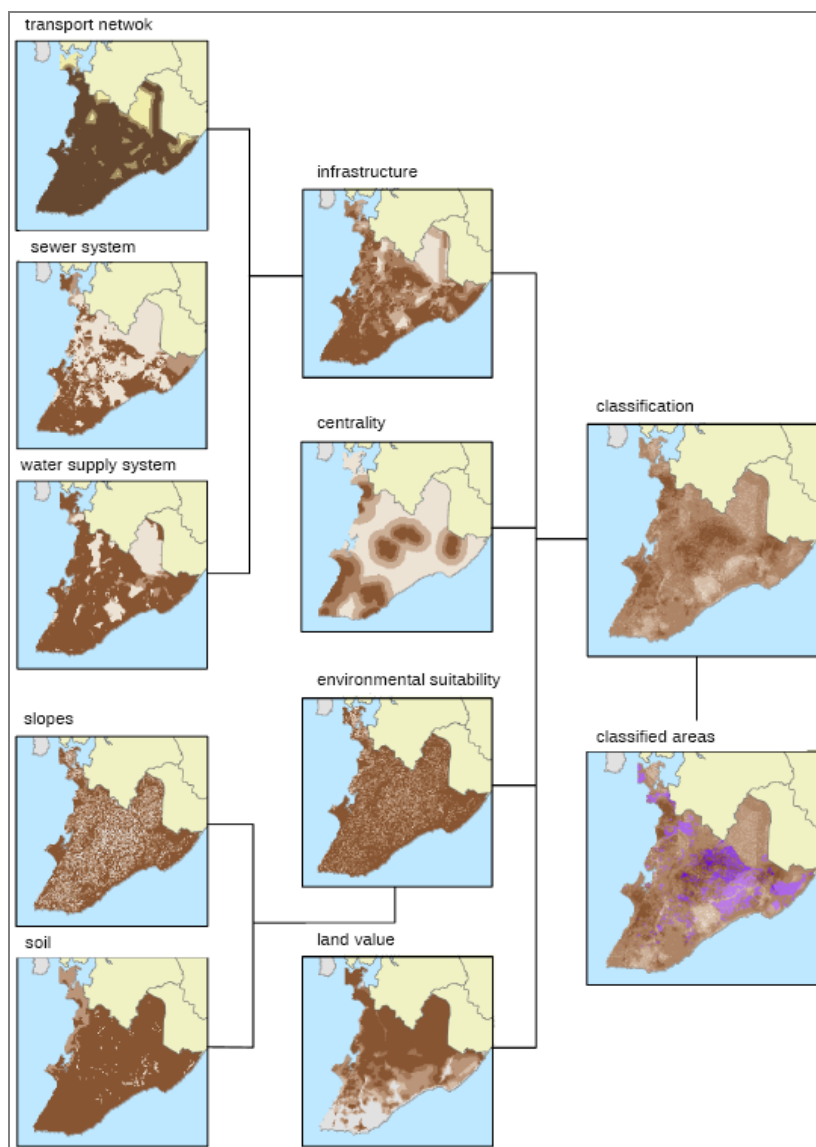 transport netwok
sewer system
water supply system
slopes
soil
infrastructure
centrality
environmental suitability
land value
classification
classified areas